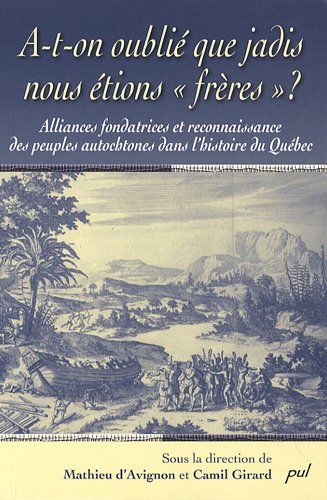 A-t-on oublié que jadis
nous étions « frères » ?
Alliances fondatrices et reconnaissance
des peuples autochtones dans l'histoire du Québec
Sous la direction de
Mathieu d'Avignon et Camil Girard
pul